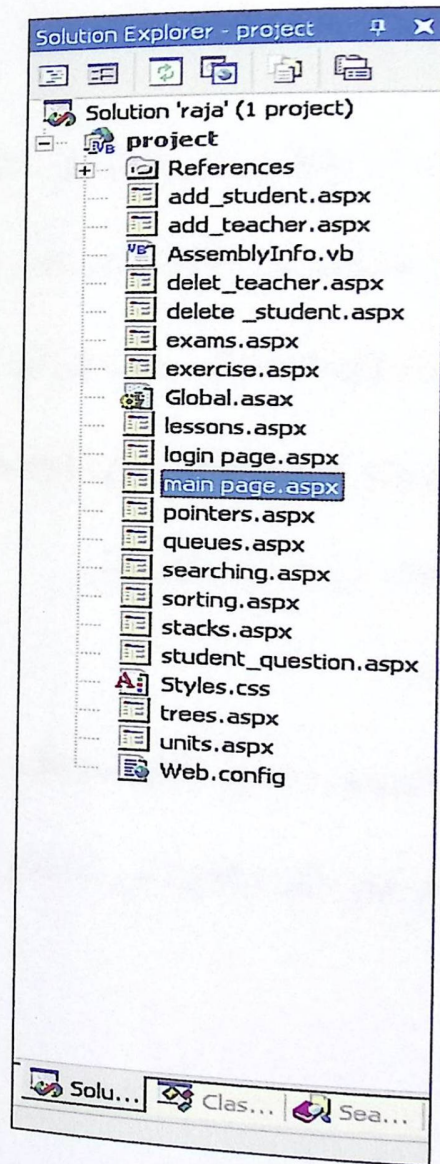 Solution Explorer - project
Solution 'raja' (1 project)
project
References
add_student.aspx
add_teacher.aspx
AssemblyInfo.vb
delet_teacher.aspx
delete _student.aspx
exams.aspx
exercise.aspx
Global.asax
lessons.aspx
login page.aspx
main page.aspx
pointers.aspx
queues.aspx
searching.aspx
sorting.aspx
stacks.aspx
student_question.aspx
Styles.css
trees.aspx
units.aspx
Web.config
Solu... Clas... Sea...